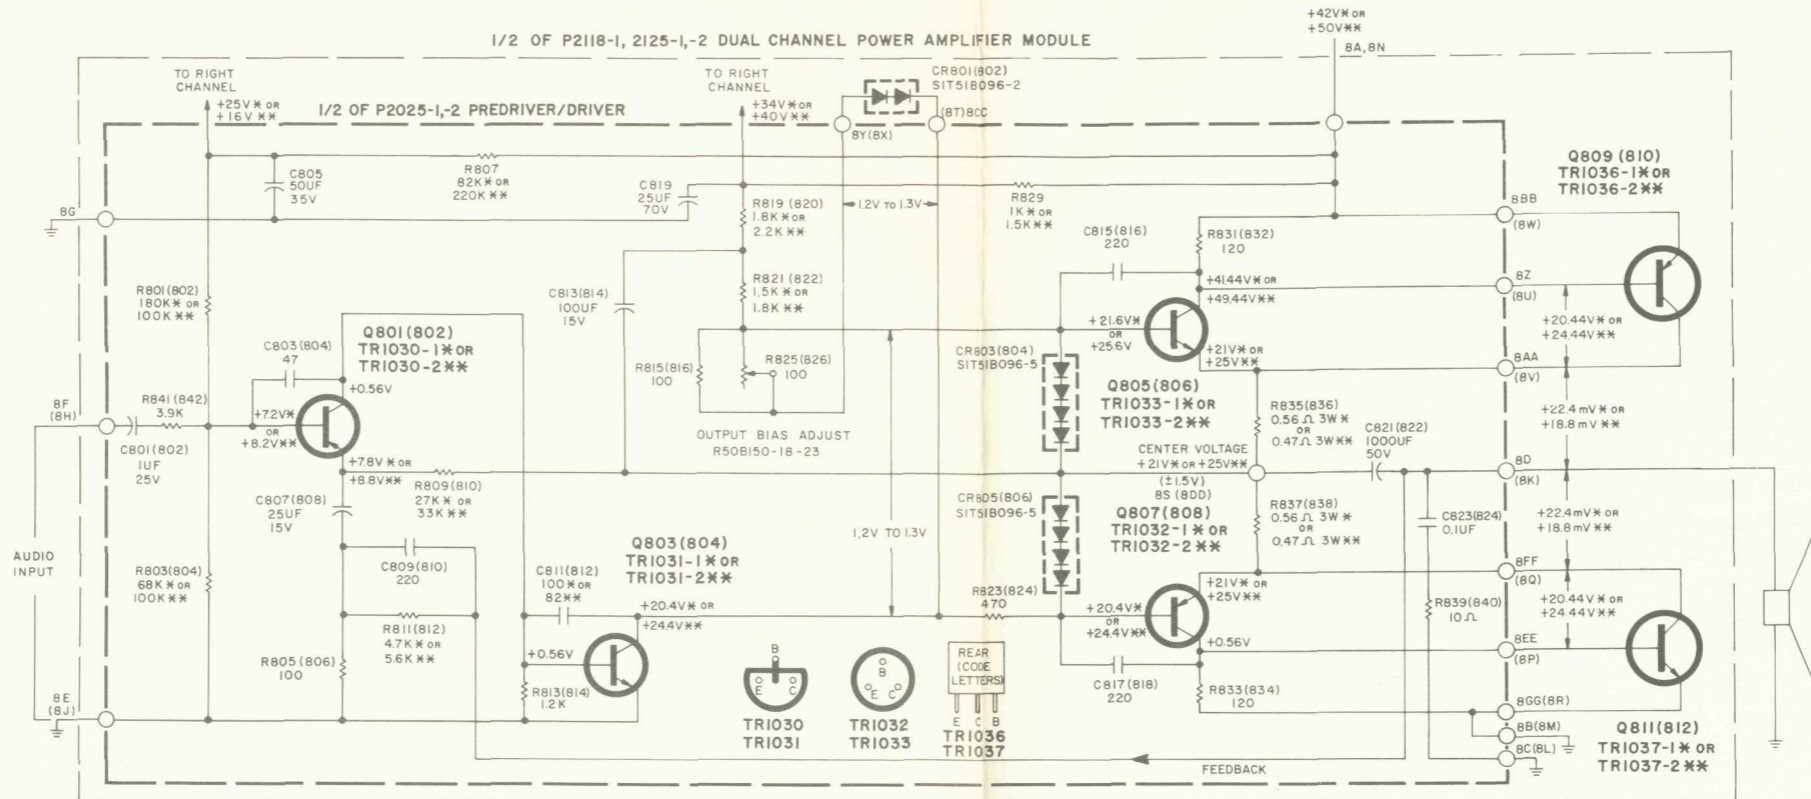 1/2 OF P2118-1, 2125-1,-2 DUAL CHANNEL POWER AMPLIFIER MODULE
+42V* OR
+50V**
8A,8N
TO RIGHT
CHANNEL
+25V* OR
+16V**
1/2 OF P2025-1,-2 PREDRIVER/DRIVER
TO RIGHT
CHANNEL
+34V* OR
+40V**
CR801(802)
SIT51B096-2
8Y(8X)
(8T)8CC
C805
50UF
35V
R807
82K* OR
220K**
C819
25UF
70V
R819 (820)
1.8K* OR
2.2K**
1.2V TO 1.3V
R829
1K* OR
1.5K**
Q809 (810)
TR1036-1* OR
TR1036-2**
8G
8BB
(8W)
C815(816)
220
R831(832)
120
R801(802)
180K* OR
100K**
C813(814)
100UF
15V
R821 (822)
1.5K* OR
1.8K**
+41.44V* OR
+49.44V**
8Z
(8U)
+20.44V* OR
+24.44V**
+21.6V*
OR
+25.6V
Q801(802)
TR1030-1* OR
TR1030-2**
C803(804)
47
+0.56V
R815(816)
100
R825(826)
100
CR803(804)
SIT51B096-5
+21V* OR
+25V**
8AA
(8V)
Q805(806)
TR1033-1* OR
TR1033-2**
8F
(8H)
R841(842)
3.9K
+7.2V*
OR
+8.2V**
C801(802)
1UF
25V
OUTPUT BIAS ADJUST
R50B150-18-23
R835(836)
0.56 Ω 3W*
OR
0.47Ω 3W**
C821(822)
1000UF
50V
+22.4 mV* OR
+18.8 mV**
+7.8V* OR
+8.8V**
R809(810)
27K* OR
33K**
CENTER VOLTAGE
+21V* OR +25V**
(±1.5V)
8S (8DD)
8D
(8K)
C807(808)
25UF
15V
CR805(806)
SIT51B096-5
Q807(808)
TR1032-1* OR
TR1032-2**
R837(838)
0.56 Ω 3W*
OR
0.47Ω 3W**
C823(824)
0.1UF
+22.4mV* OR
+18.8mV**
AUDIO
INPUT
C809(810)
220
Q803(804)
TR1031-1* OR
TR1031-2**
1.2V TO 1.3V
R803(804)
68K* OR
100K**
C811(812)
100* OR
82**
R823(824)
470
+21V* OR
+25V**
8FF
(8Q)
+20.4V* OR
+24.4V**
+20.4V*
OR
+24.4V**
R839(840)
10Ω
+20.44V* OR
+24.44V**
R811(812)
4.7K* OR
5.6K**
R805(806)
100
+0.56V
+0.56V
8EE
(8P)
R813(814)
1.2K
B
E C
TR1030
TR1031
B
E C
TR1032
TR1033
REAR
(CODE
LETTERS)
E C B
TR1036
TR1037
C817(818)
220
R833(834)
120
8E
(8J)
8GG(8R)
8B(8M)
8C(8L)
Q811(812)
TR1037-1* OR
TR1037-2**
FEEDBACK